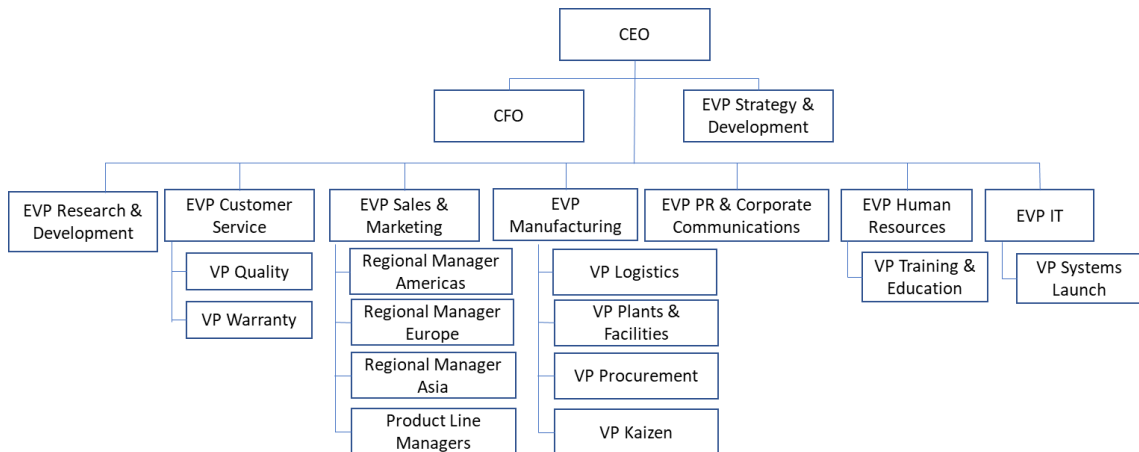 CEO
CFO
EVP Strategy &
Development
EVP Research &
Development
EVP Customer
Service
EVP Sales &
Marketing
EVP
Manufacturing
EVP PR & Corporate
Communications
EVP Human
Resources
EVP IT
VP Quality
VP Warranty
Regional Manager
Americas
Regional Manager
Europe
Regional Manager
Asia
Product Line
Managers
VP Logistics
VP Plants &
Facilities
VP Procurement
VP Kaizen
VP Training &
Education
VP Systems
Launch